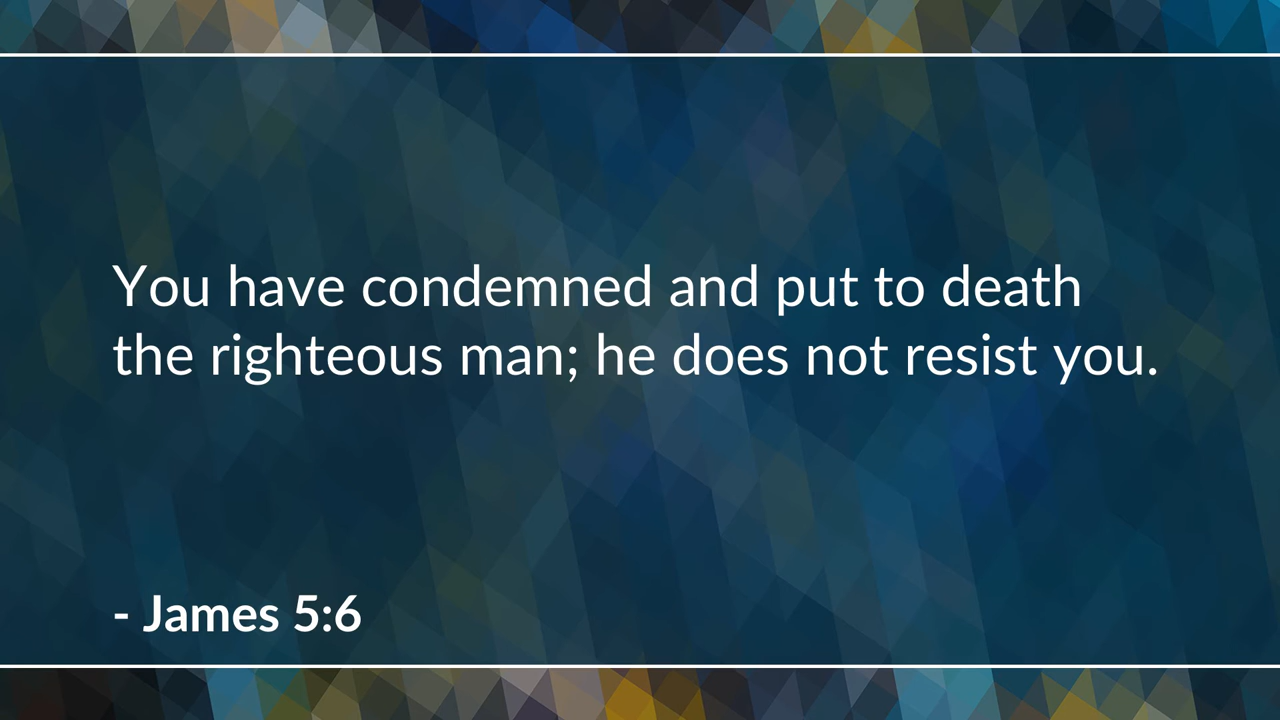 You have condemned and put to death
the righteous man; he does not resist you.
- James 5:6